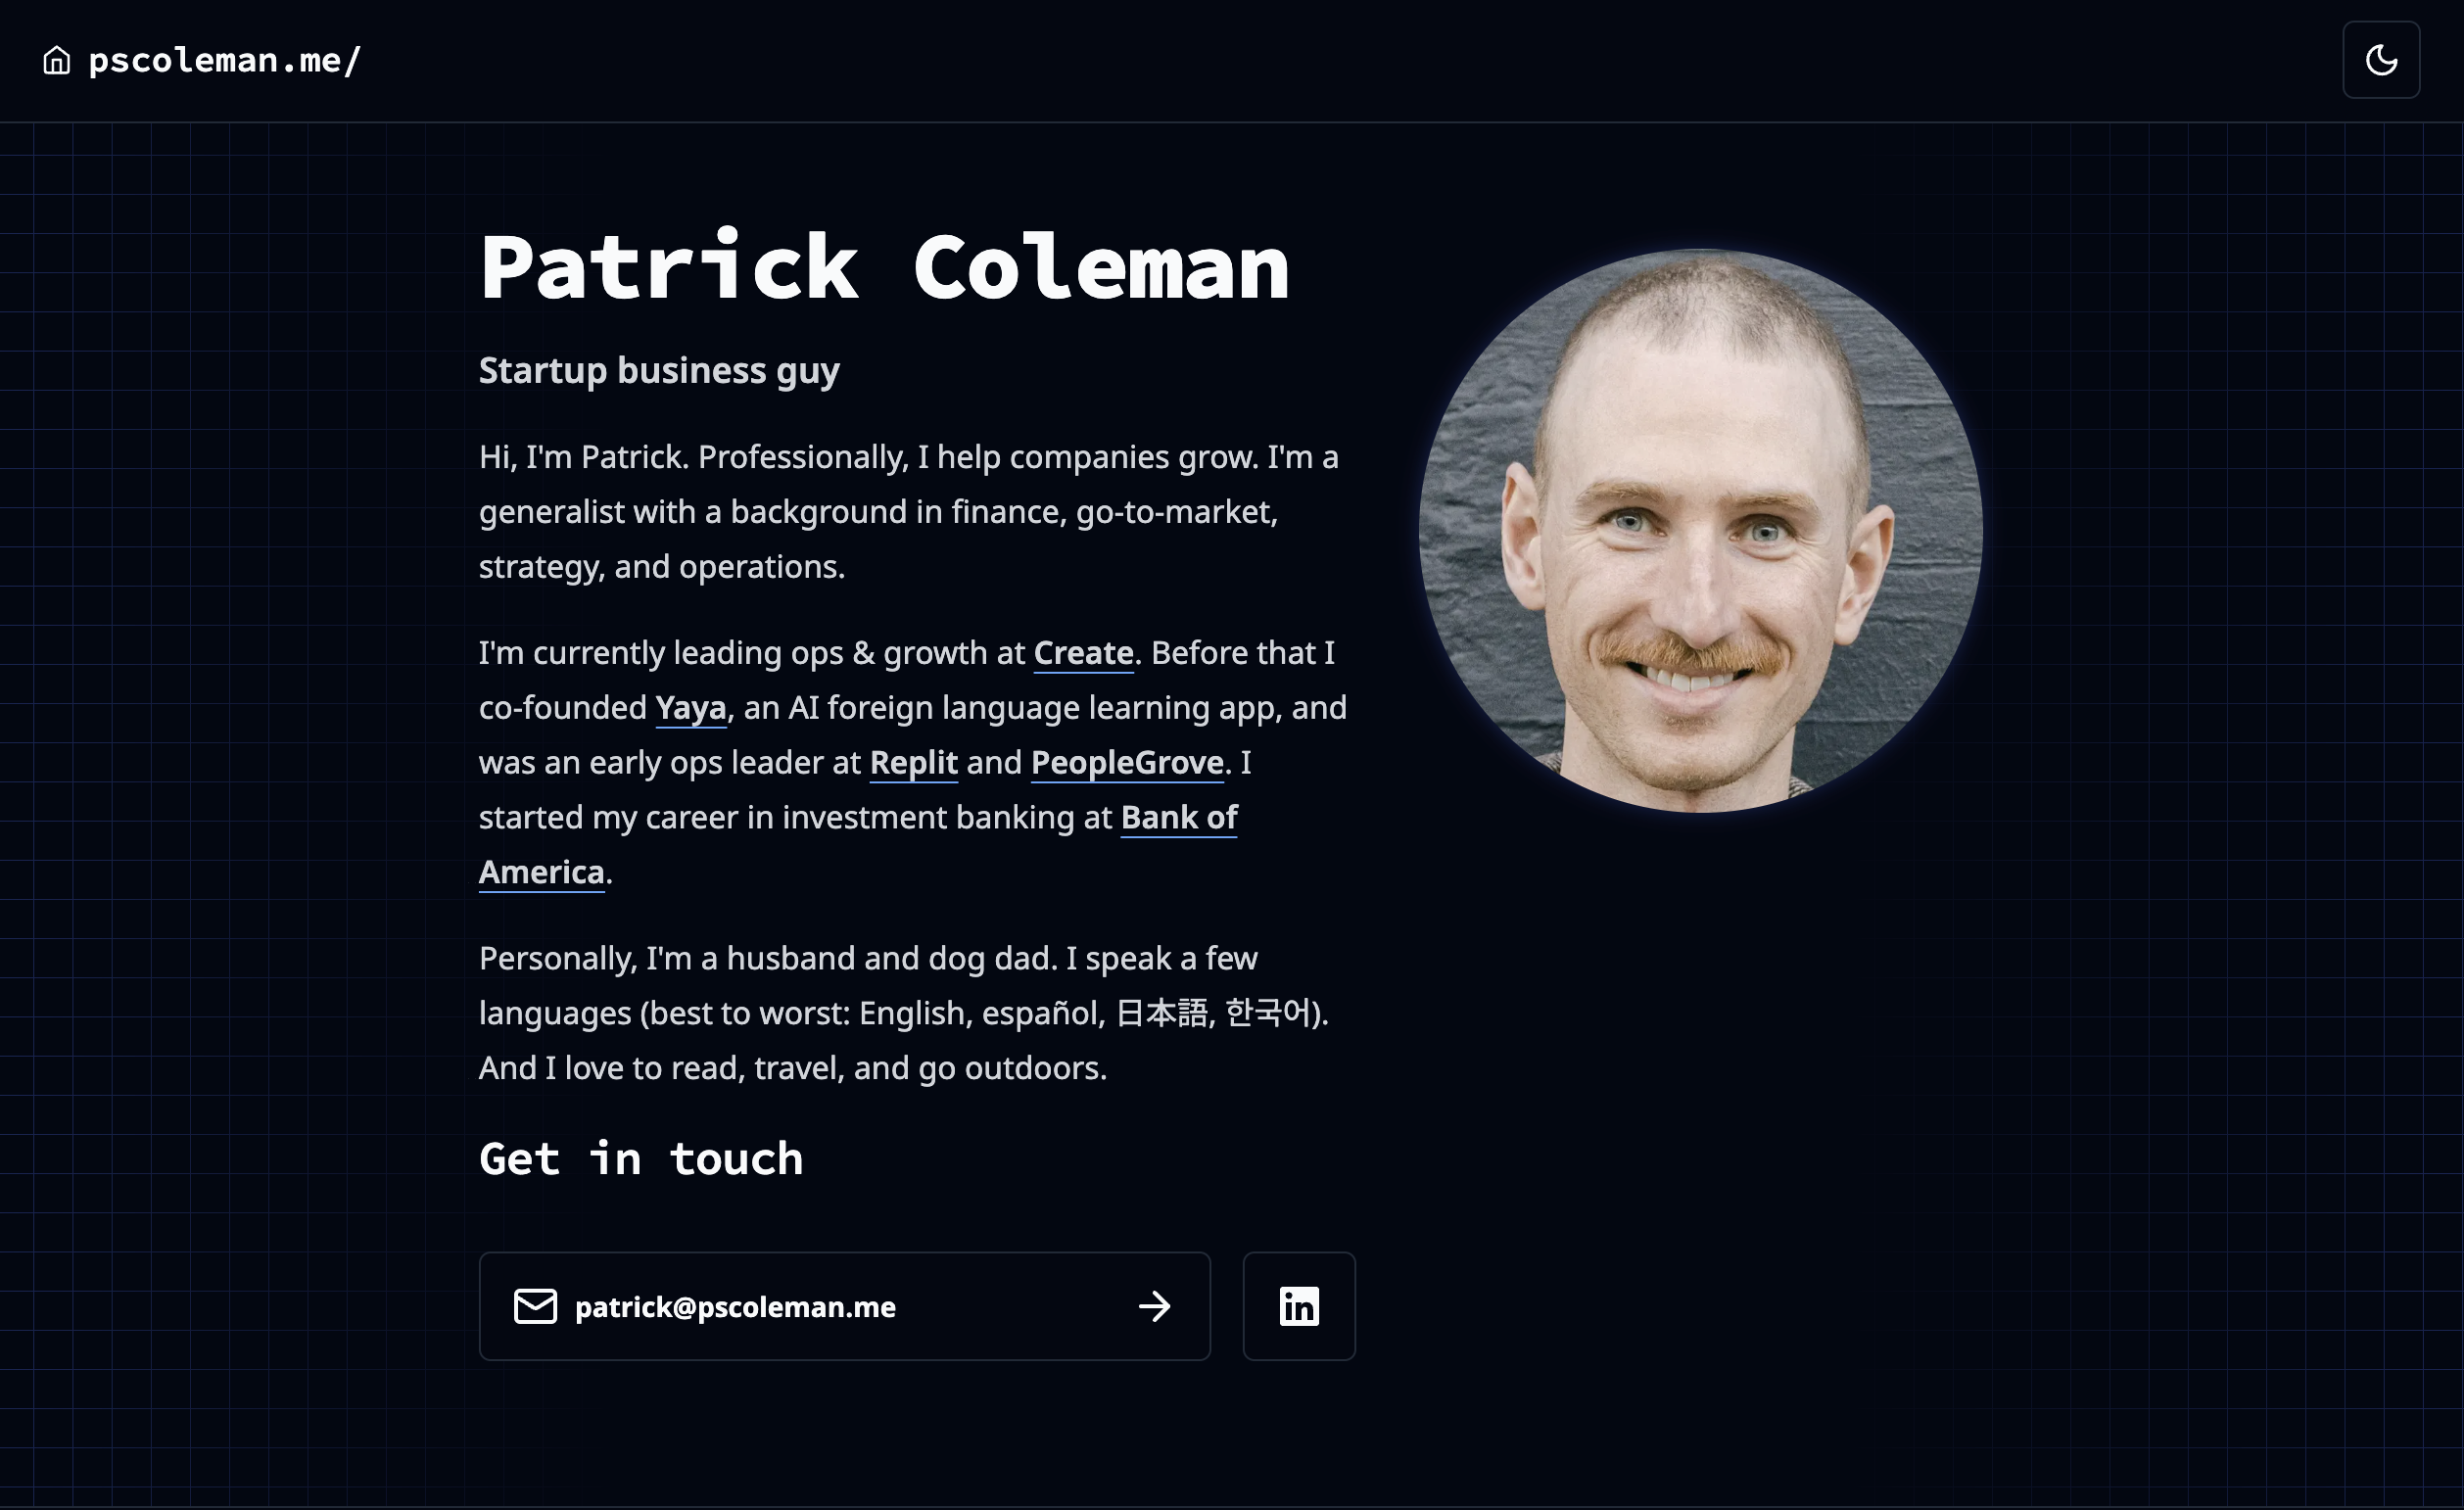 pscoleman.me/
Patrick Coleman
Startup business guy
Hi, I'm Patrick. Professionally, I help companies grow. I'm a
generalist with a background in finance, go-to-market,
strategy, and operations.
I'm currently leading ops & growth at Create. Before that I
co-founded Yaya, an AI foreign language learning app, and
was an early ops leader at Replit and PeopleGrove. I
started my career in investment banking at Bank of
America.
Personally, I'm a husband and dog dad. I speak a few
languages (best to worst: English, español, 日本語, 한국어).
And I love to read, travel, and go outdoors.
Get in touch
patrick@pscoleman.me
in